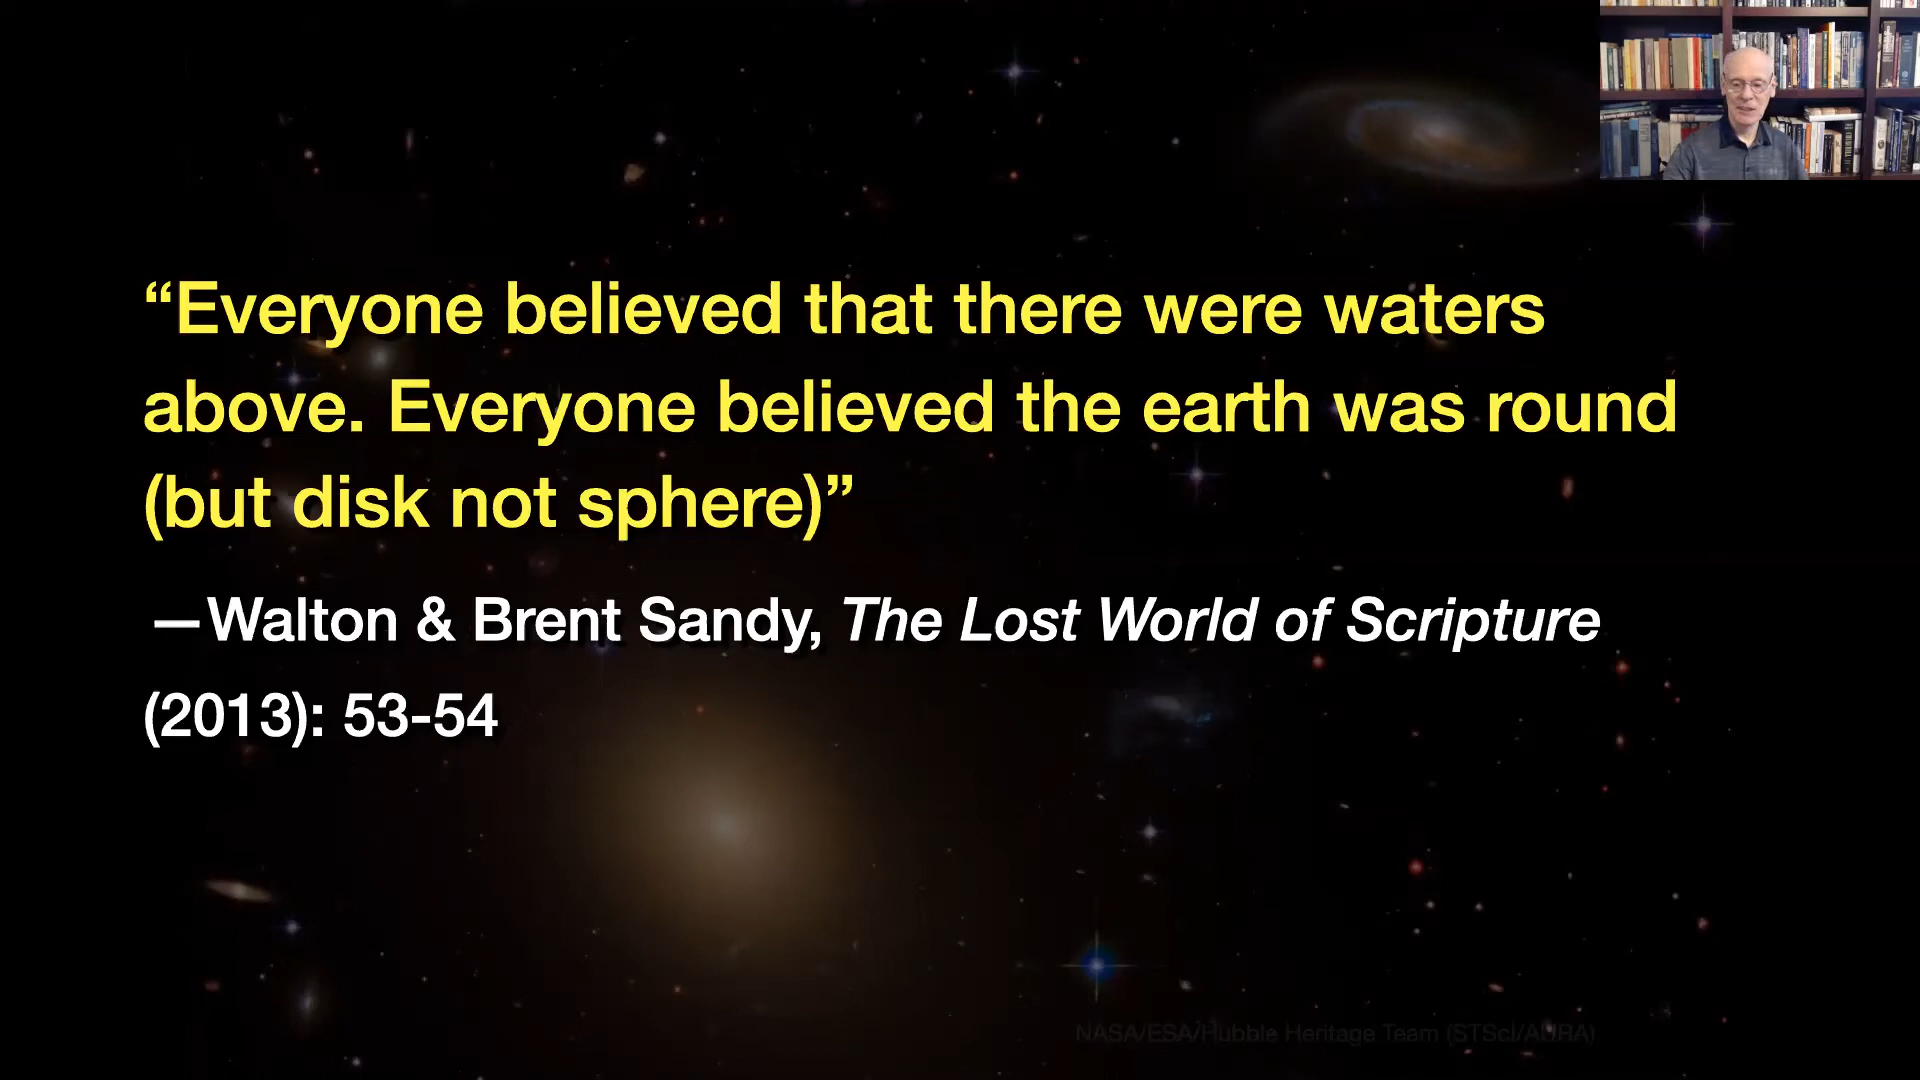 “Everyone believed that there were waters
above. Everyone believed the earth was round
(but disk not sphere)”
—Walton & Brent Sandy, The Lost World of Scripture
(2013): 53-54
NASA/ESA/Hubble Heritage Team (STScI/AURA)